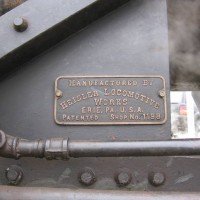 MANUFACTURED BY
HEISLER LOCOMOTIVE
WORKS
ERIE, PA. U.S.A.
PATENTED. SHOP NO. 1198